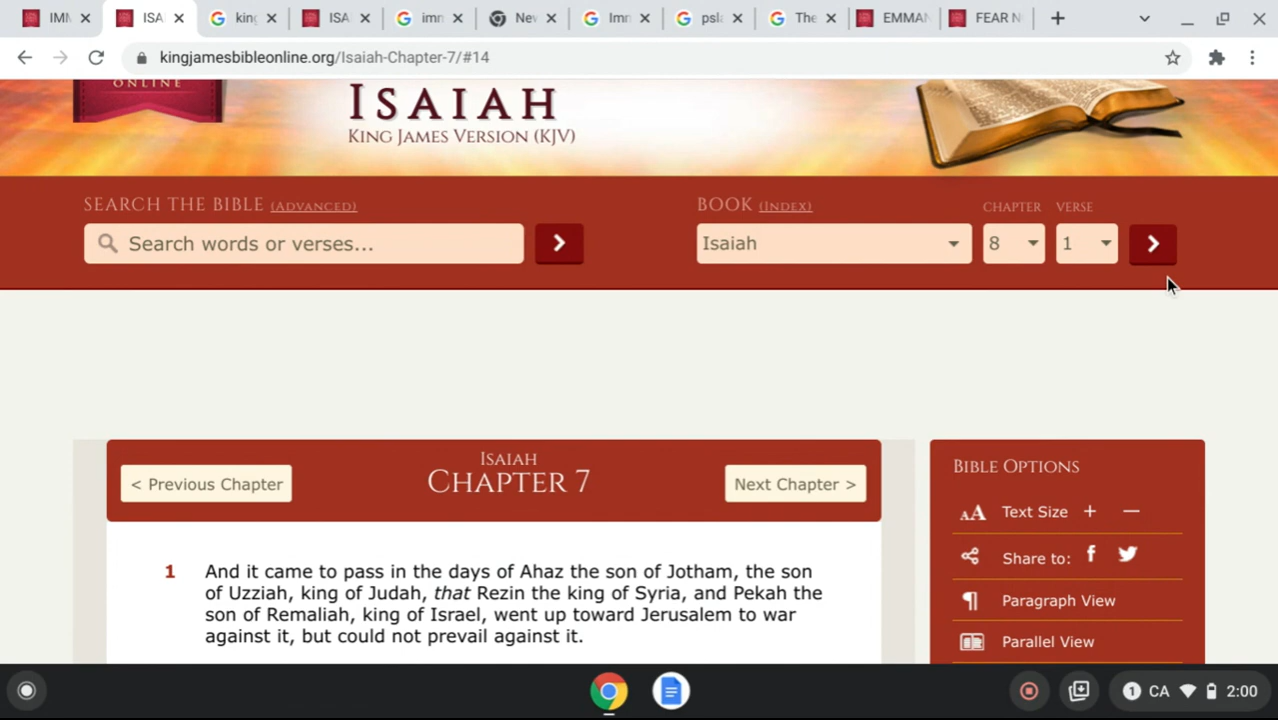 IMM ISA king ISA imn New Imr psla The EMMAN FEAR N
kingjamesbibleonline.org/Isaiah-Chapter-7/#14
ONLINE
ISAIAH
KING JAMES VERSION (KJV)
SEARCH THE BIBLE (ADVANCED)
BOOK (INDEX) CHAPTER VERSE
Search words or verses...
Isaiah 8 1
ISAIAH
CHAPTER 7
< Previous Chapter
Next Chapter >
1 And it came to pass in the days of Ahaz the son of Jotham, the son
of Uzziah, king of Judah, that Rezin the king of Syria, and Pekah the
son of Remaliah, king of Israel, went up toward Jerusalem to war
against it, but could not prevail against it.
BIBLE OPTIONS
AA Text Size + —
Share to: f
¶ Paragraph View
Parallel View
1 CA 2:00